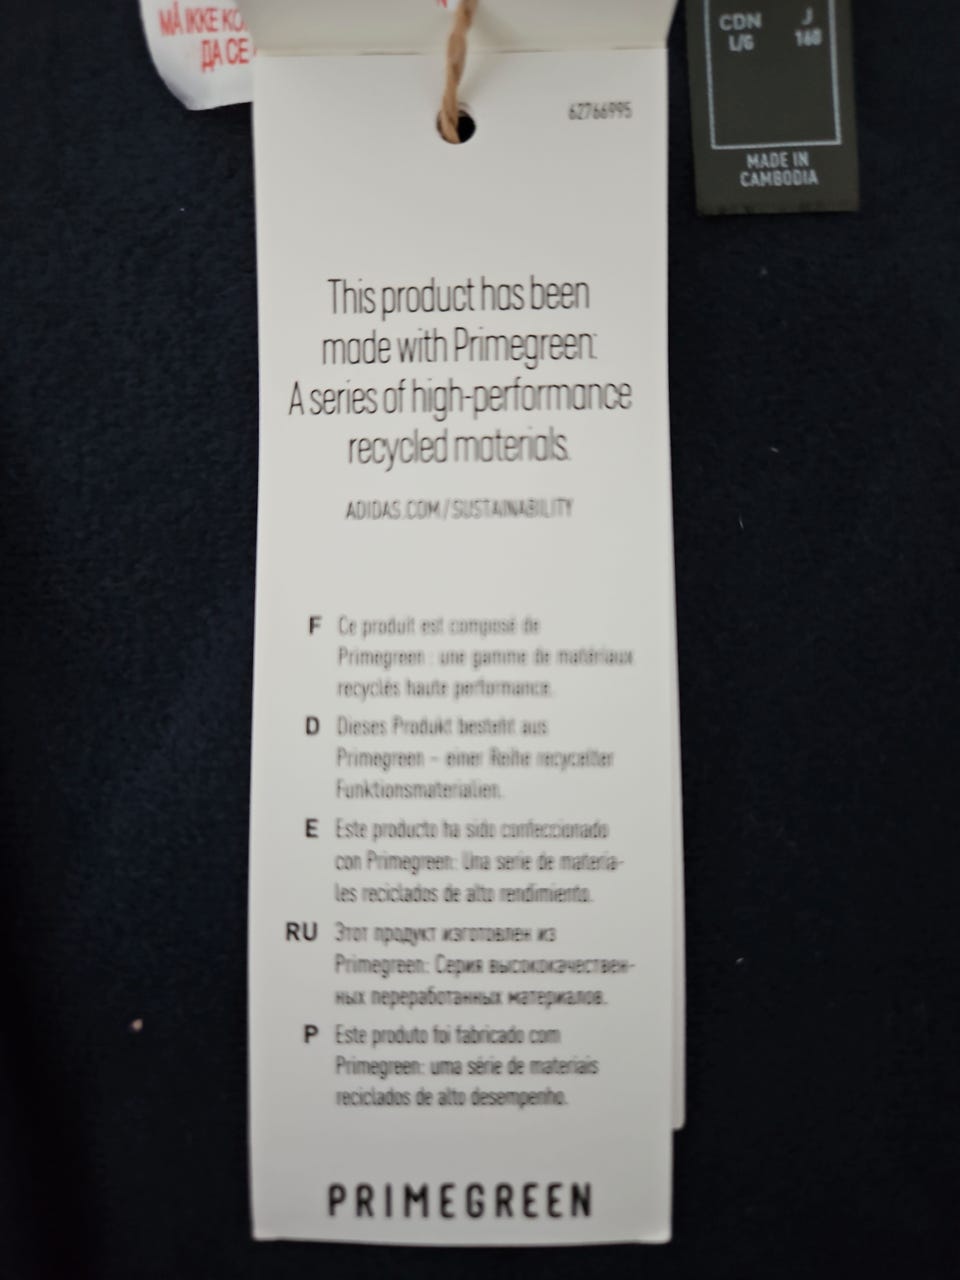 MÅ IKKE
ДА СЕ
CDN J
L/G 160
MADE IN
CAMBODIA
62766995
This product has been
made with Primegreen:
A series of high-performance
recycled materials.
ADIDAS.COM/SUSTAINABILITY
F Ce produit est composé de
Primegreen : une gamme de matériaux
recyclés haute performance.
D Dieses Produkt besteht aus
Primegreen – einer Reihe recycelter
Funktionsmaterialien.
E Este producto ha sido confeccionado
con Primegreen: Una serie de materia-
les reciclados de alto rendimiento.
RU Этот продукт изготовлен из
Primegreen: Серия высококачествен-
ных переработанных материалов.
P Este produto foi fabricado com
Primegreen: uma série de materiais
reciclados de alto desempenho.
PRIMEGREEN